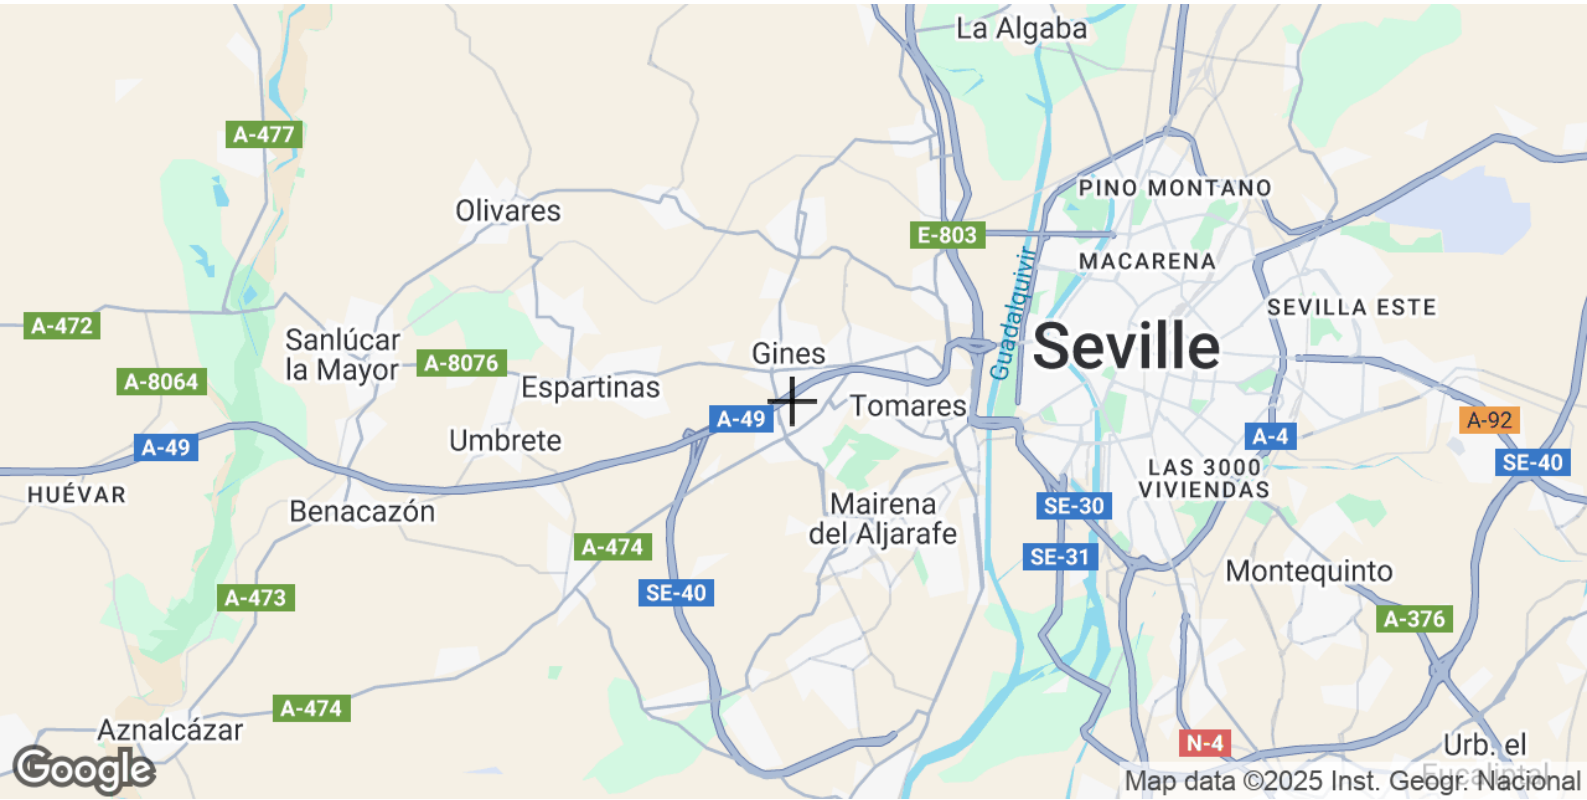 La Algaba
A-477
PINO MONTANO
Olivares
E-803
MACARENA
Guadalquivir
SEVILLA ESTE
A-472
Sanlúcar
la Mayor
Gines
Seville
A-8076
A-8064
Espartinas
Tomares
A-49
A-92
A-4
Umbrete
A-49
SE-40
LAS 3000
VIVIENDAS
HUÉVAR
Benacazón
Mairena
del Aljarafe
SE-30
A-474
SE-31
Montequinto
A-473
SE-40
A-376
A-474
Aznalcázar
N-4
Urb. el
Eucaliptal
Google
Map data ©2025 Inst. Geogr. Nacional